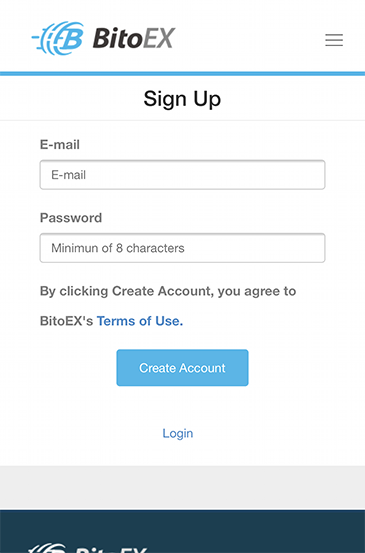 BitoEX
Sign Up
E-mail
E-mail
Password
Minimun of 8 characters
By clicking Create Account, you agree to
BitoEX's Terms of Use.
Create Account
Login
BitoEX